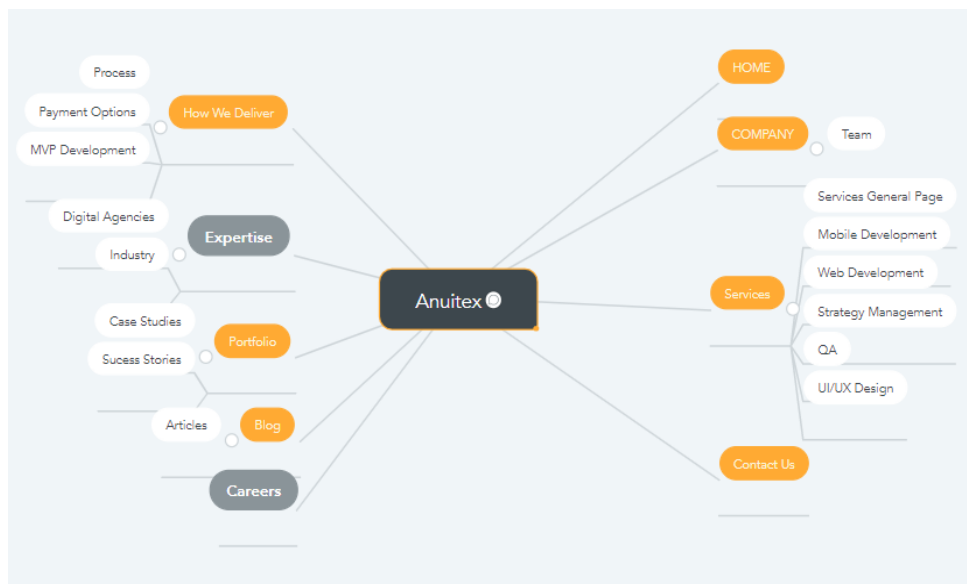 Process
Payment Options
MVP Development
How We Deliver
Digital Agencies
Industry
Expertise
Case Studies
Sucess Stories
Portfolio
Articles
Blog
Careers
Anuitex
HOME
COMPANY
Team
Services General Page
Mobile Development
Web Development
Services
Strategy Management
QA
UI/UX Design
Contact Us